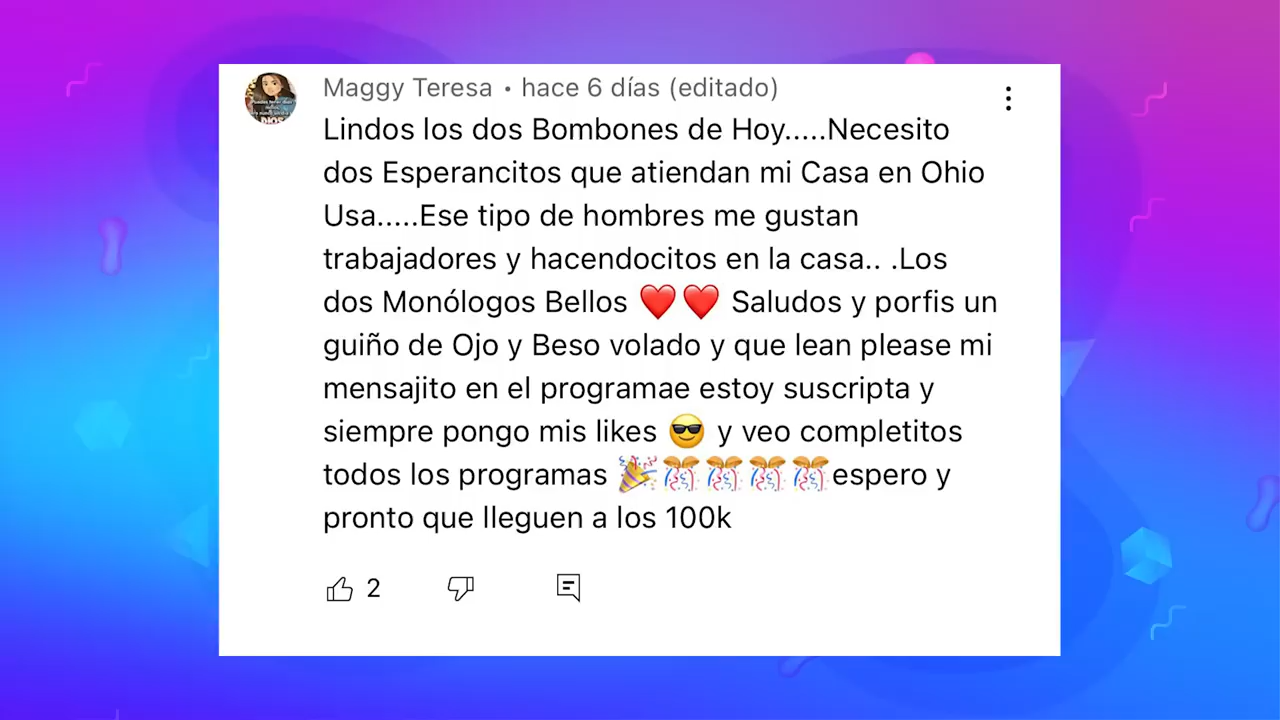 Maggy Teresa • hace 6 días (editado)
Lindos los dos Bombones de Hoy.....Necesito
dos Esperancitos que atiendan mi Casa en Ohio
Usa.....Ese tipo de hombres me gustan
trabajadores y hacendocitos en la casa.. .Los
dos Monólogos Bellos ❤️❤️ Saludos y porfis un
guiño de Ojo y Beso volado y que lean please mi
mensajito en el programae estoy suscripta y
siempre pongo mis likes 😎 y veo completitos
todos los programas 🎉🎊🎊🎊🎊espero y
pronto que lleguen a los 100k
2